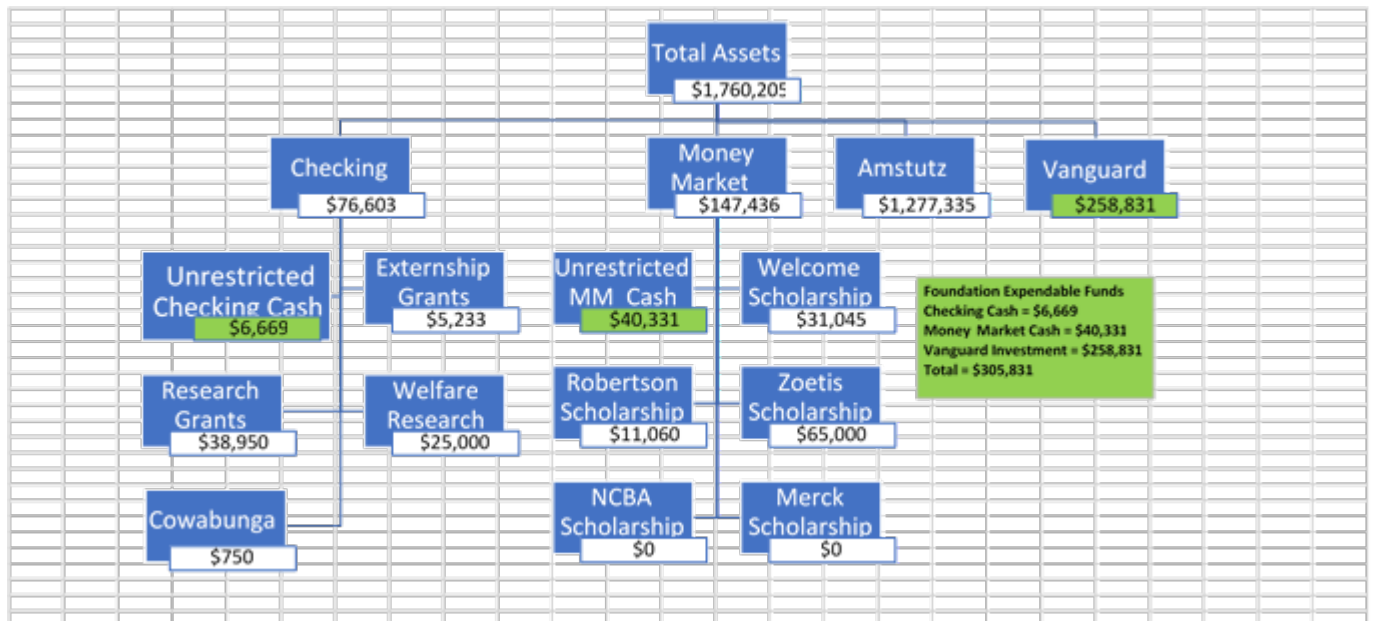 Total Assets
$1,760,205
Checking
$76,603
Money
Market
$147,436
Amstutz
$1,277,335
Vanguard
$258,831
Unrestricted
Checking Cash
$6,669
Externship
Grants
$5,233
Unrestricted
MM Cash
$40,331
Welcome
Scholarship
$31,045
Foundation Expendable Funds
Checking Cash = $6,669
Money Market Cash = $40,331
Vanguard Investment = $258,831
Total = $305,831
Research
Grants
$38,950
Welfare
Research
$25,000
Robertson
Scholarship
$11,060
Zoetis
Scholarship
$65,000
Cowabunga
$750
NCBA
Scholarship
$0
Merck
Scholarship
$0